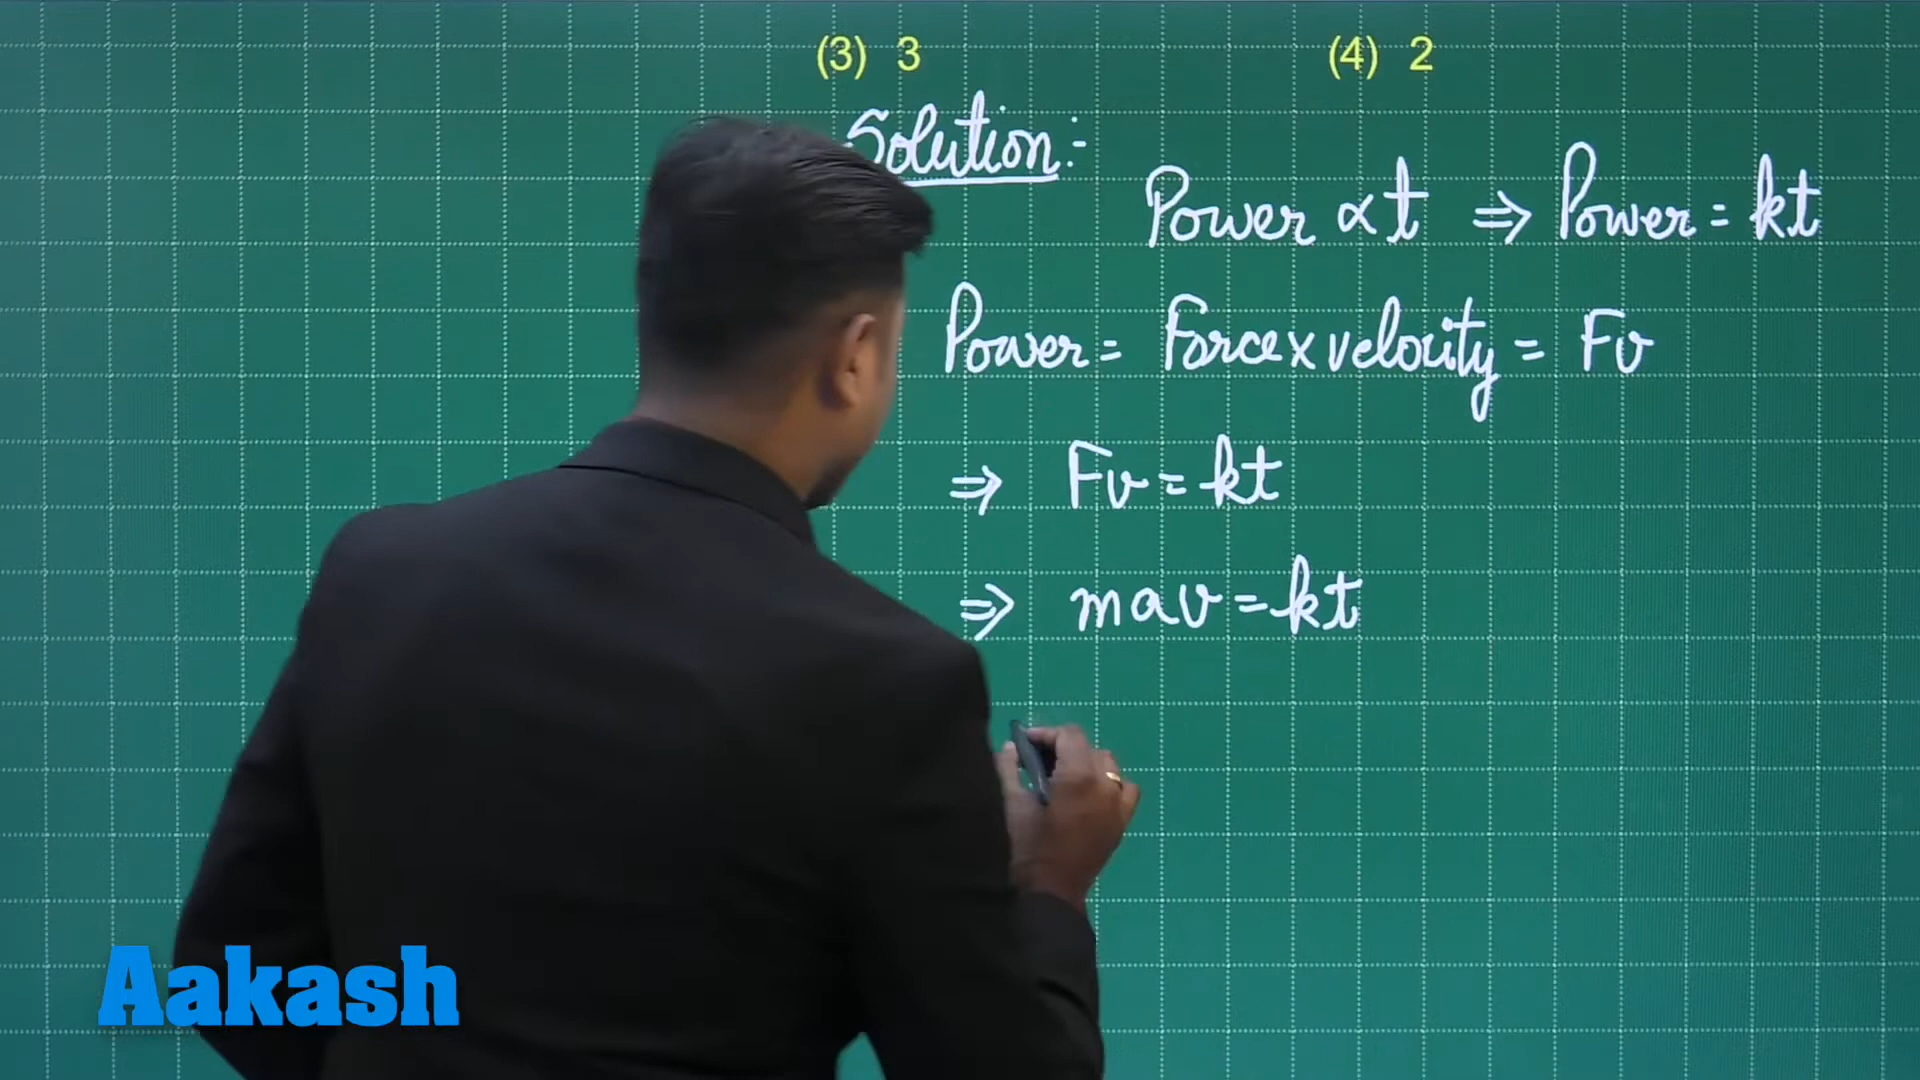 (3) 3 (4) 2
Solution:-
Power ∝ t ⇒ Power = kt
Power = Force x velocity = Fv
⇒ Fv = kt
⇒ mav = kt
Aakash